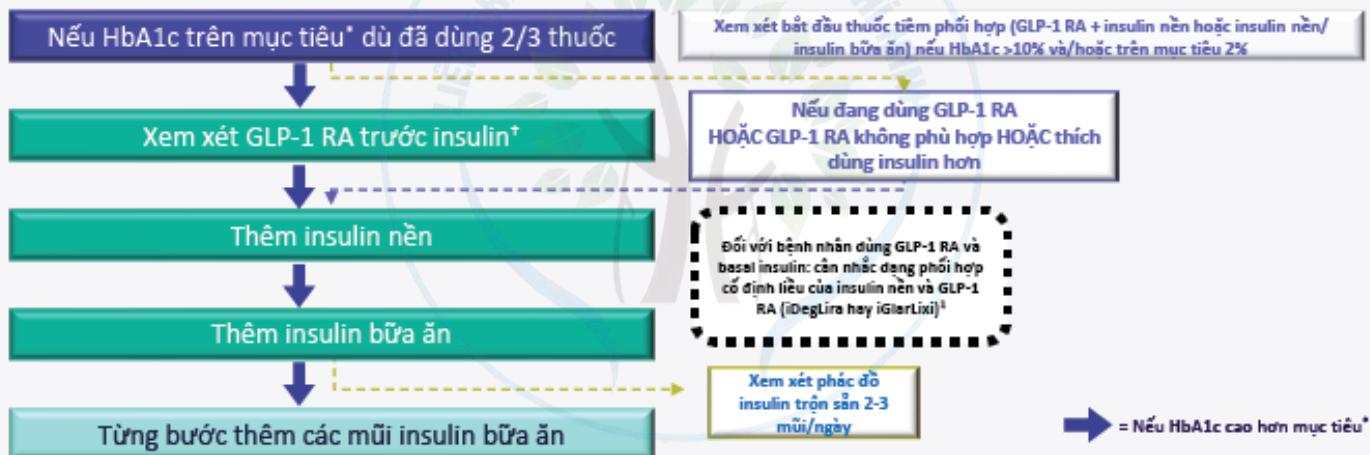 Nếu HbA1c trên mục tiêu* dù đã dùng 2/3 thuốc
Xem xét bắt đầu thuốc tiêm phối hợp (GLP-1 RA + insulin nền hoặc insulin nền/
insulin bữa ăn) nếu HbA1c >10% và/hoặc trên mục tiêu 2%
Xem xét GLP-1 RA trước insulin†
Nếu đang dùng GLP-1 RA
HOẶC GLP-1 RA không phù hợp HOẶC thích
dùng insulin hơn
Thêm insulin nền
Đối với bệnh nhân dùng GLP-1 RA và
basal insulin: cân nhắc dạng phối hợp
cố định liều của insulin nền và GLP-1
RA (iDegLira hay iGlarLixi)‡
Thêm insulin bữa ăn
Xem xét phác đồ
insulin trộn sẵn 2-3
mũi/ngày
Từng bước thêm các mũi insulin bữa ăn
= Nếu HbA1c cao hơn mục tiêu*